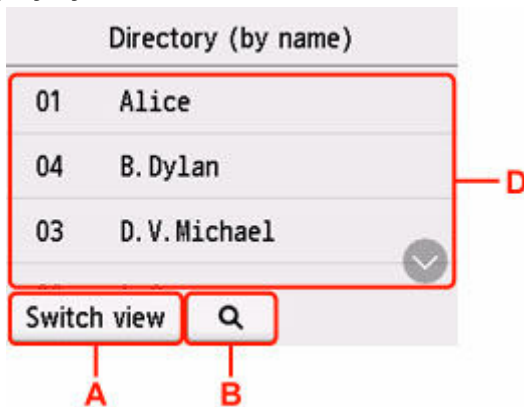 Directory (by name)
01 Alice
04 B.Dylan
03 D.V.Michael
D
Switch view
A B